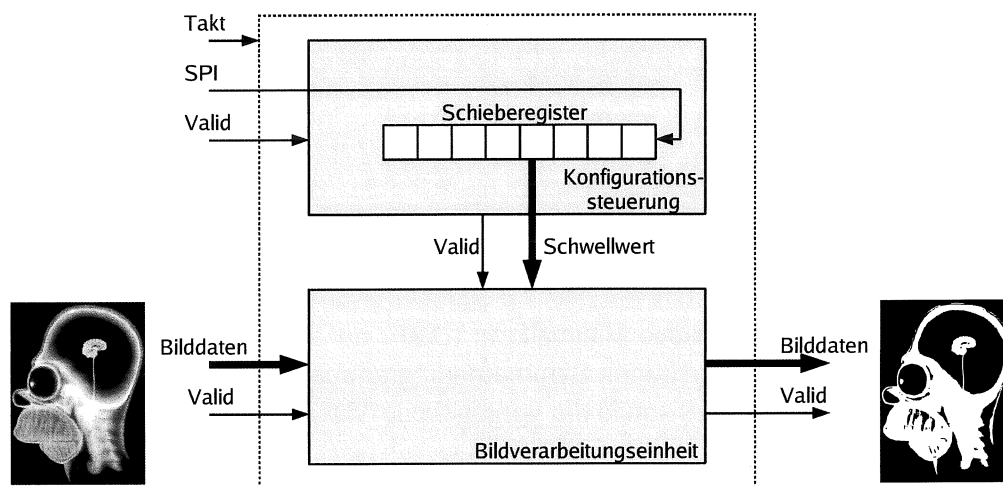 Takt
SPI
Valid
Schieberegister
Konfigurations-
steuerung
Valid
Schwellwert
Bilddaten
Valid
Bilddaten
Valid
Bildverarbeitungseinheit